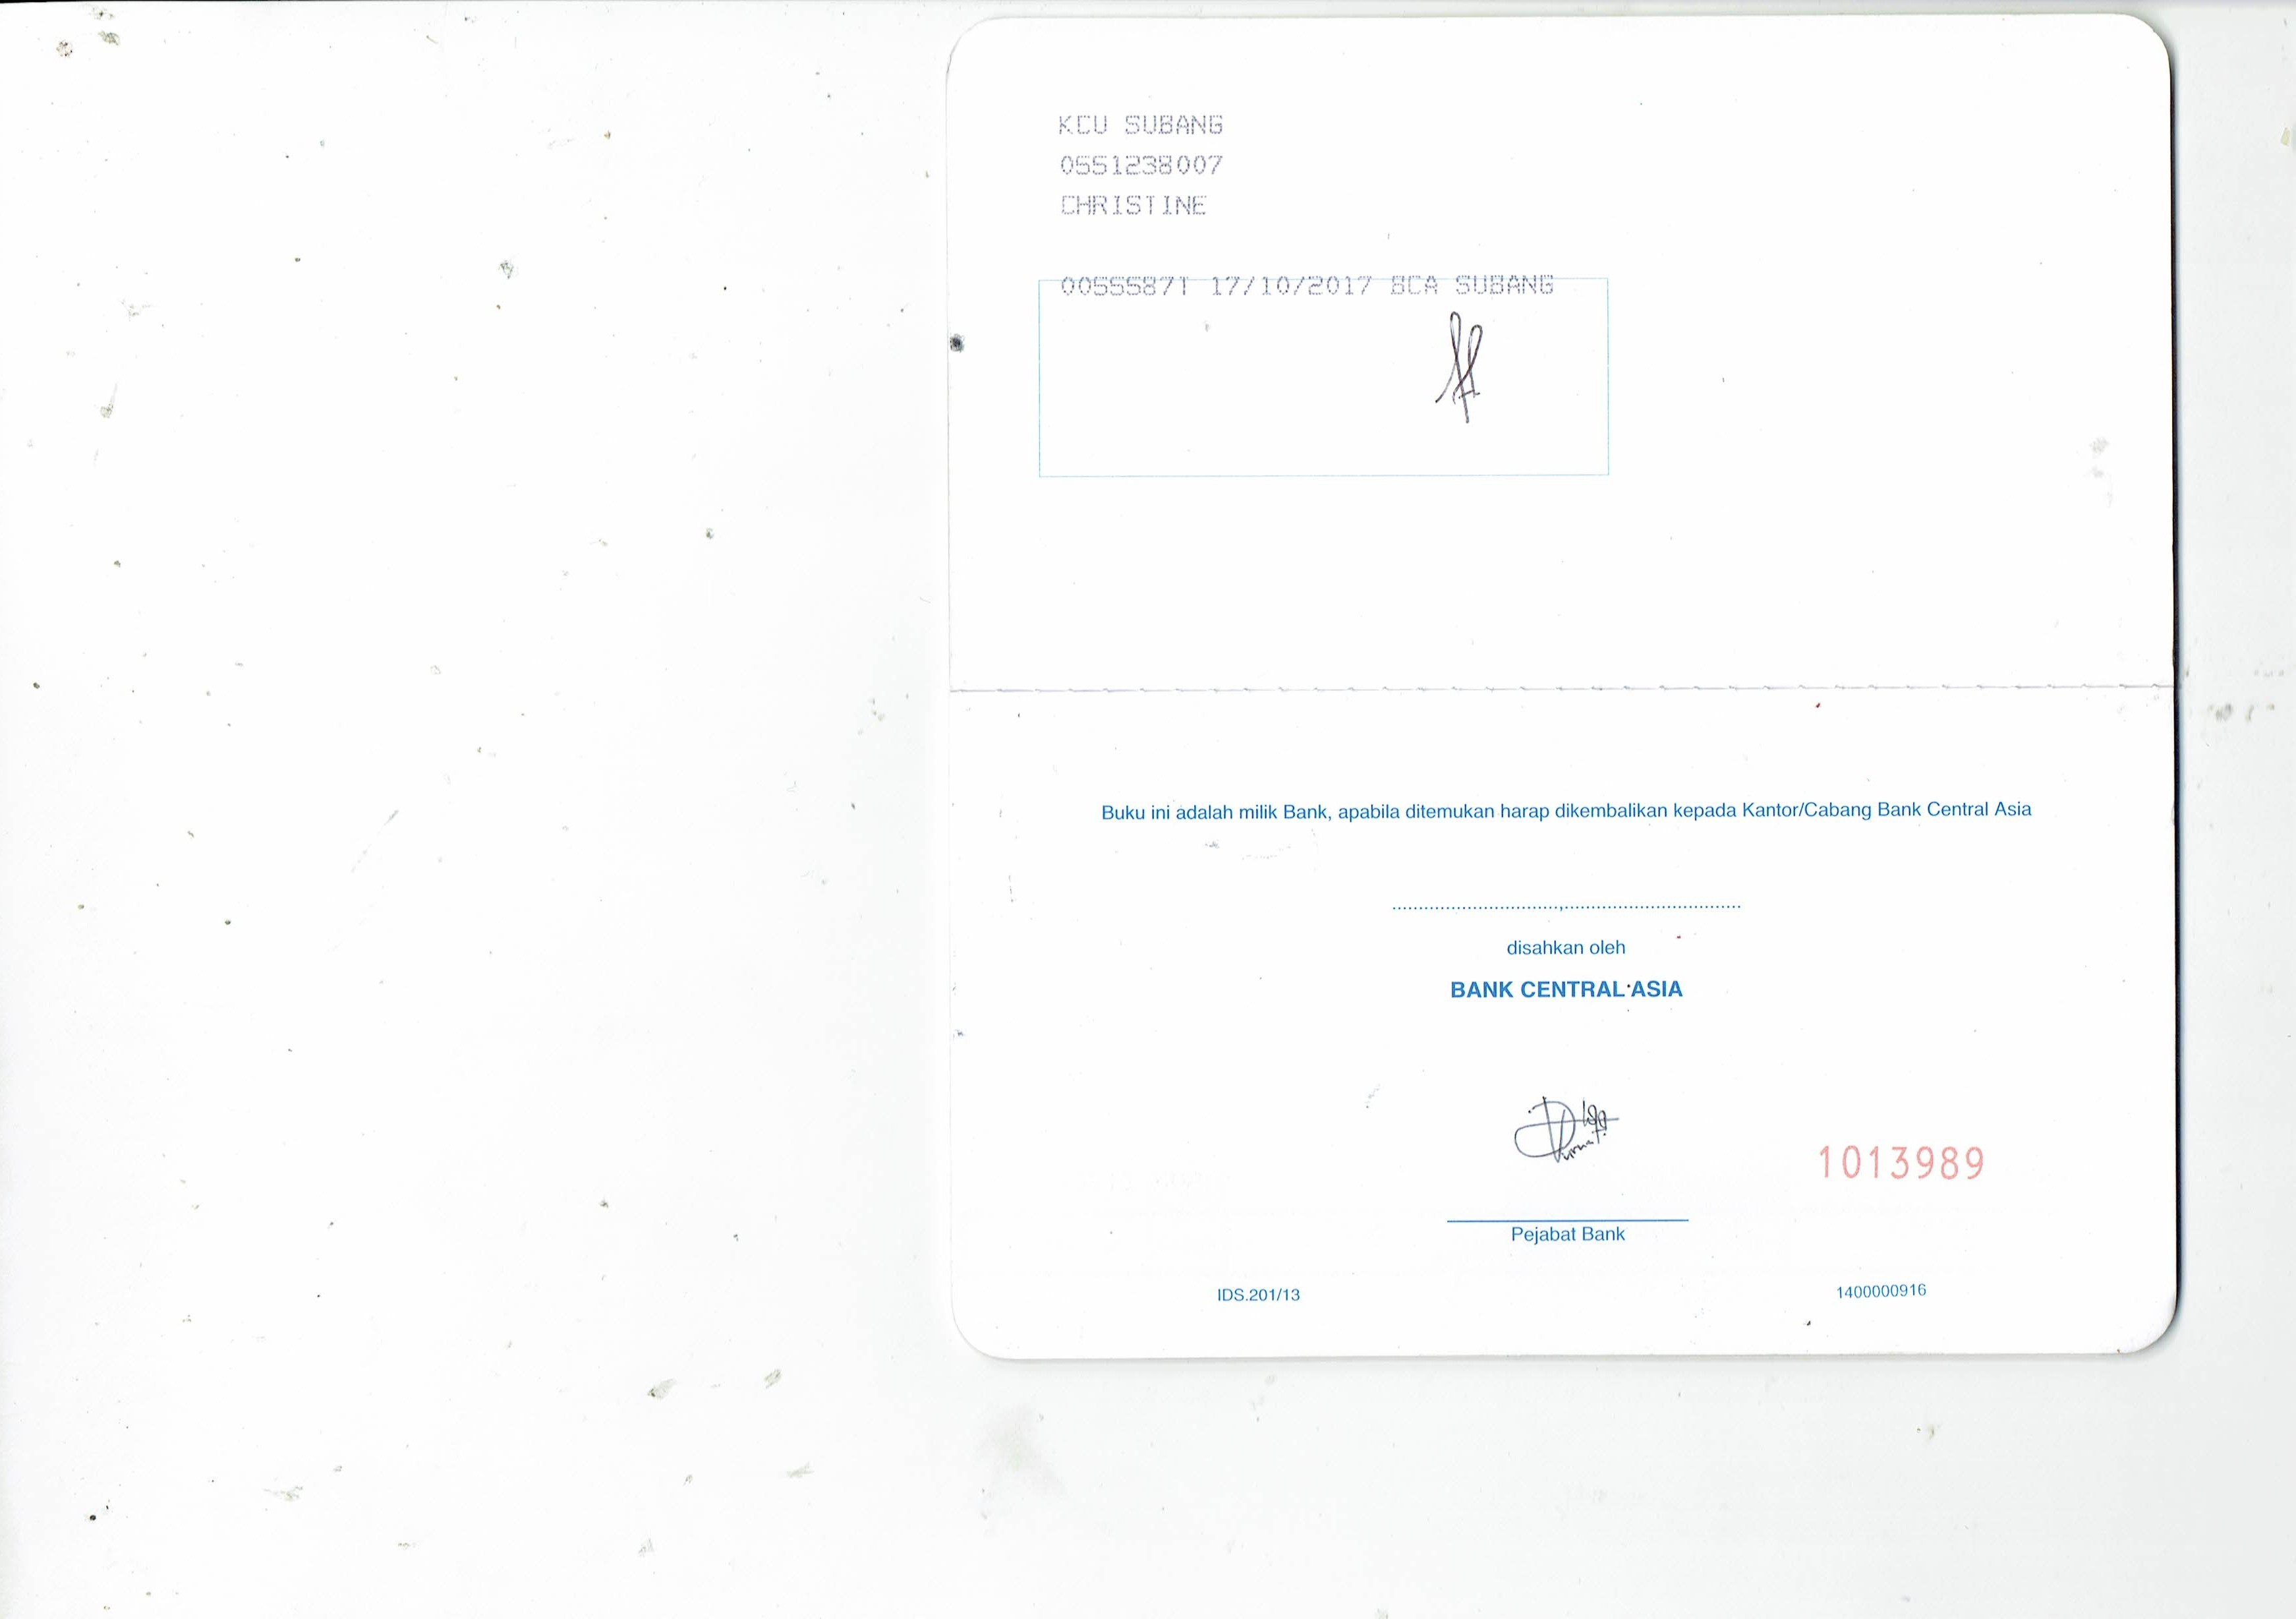 KCU SUBANG
0551238007
CHRISTINE
00555871 17/10/2017 BCA SUBANG
Buku ini adalah milik Bank, apabila ditemukan harap dikembalikan kepada Kantor/Cabang Bank Central Asia
..............................,................................
disahkan oleh
BANK CENTRAL ASIA
1013989
Pejabat Bank
IDS.201/13
1400000916